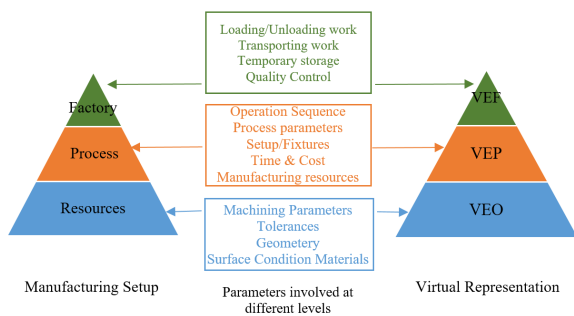 Loading/Unloading work
Transporting work
Temporary storage
Quality Control
Factory
VEF
Operation Sequence
Process parameters
Setup/Fixtures
Time & Cost
Manufacturing resources
Process
VEP
Resources
VEO
Machining Parameters
Tolerances
Geometery
Surface Condition Materials
Manufacturing Setup
Parameters involved at
different levels
Virtual Representation